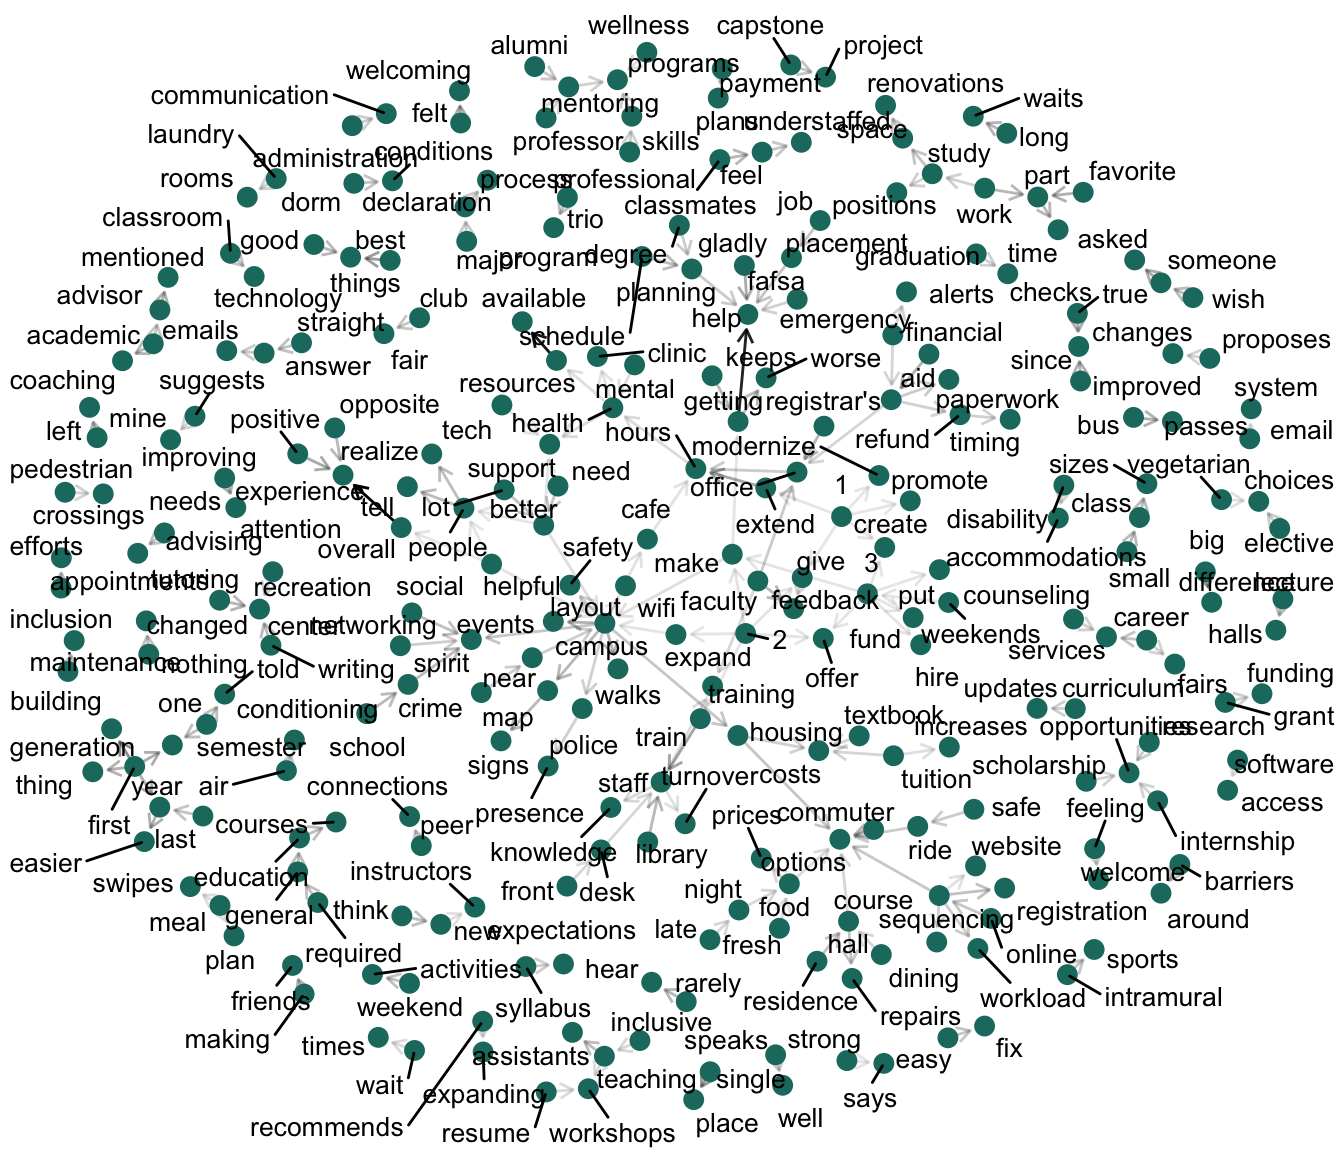 wellness
capstone
alumni
project
programs
welcoming
payment
renovations
communication
waits
felt
mentoring
plans
understaffed
space
laundry
long
professor
skills
administration
conditions
study
rooms
process
professional
feel
part
favorite
dorm
declaration
trio
classmates
job
positions
work
classroom
good
best
gladly
placement
asked
mentioned
major
program
degree
graduation
time
someone
things
planning
fafsa
advisor
technology
club
available
alerts
checks
true
wish
academic
emails
straight
schedule
help
emergency
financial
changes
proposes
answer
fair
clinic
keeps
worse
since
coaching
suggests
resources
mental
aid
improved
system
left
mine
positive
opposite
getting
registrar's
paperwork
bus
passes
email
tech
health
hours
modernize
refund
timing
pedestrian
improving
realize
support
need
sizes
vegetarian
choices
crossings
needs
experience
tell
lot
better
office
1
promote
class
cafe
extend
create
disability
efforts
advising
attention
overall
people
safety
make
give
3
accommodations
big
elective
appointments
tutoring
recreation
social
helpful
small
difference
lecture
inclusion
changed
center
networking
events
layout
wifi
faculty
feedback
put
counseling
career
halls
campus
fund
weekends
services
maintenance
nothing
told
writing
spirit
near
expand
2
offer
hire
funding
building
one
conditioning
crime
map
walks
training
updates
curriculum
fairs
grant
generation
semester
school
signs
police
train
housing
textbook
increases
opportunities
research
thing
year
air
connections
staff
turnover
costs
tuition
scholarship
software
first
last
courses
peer
presence
prices
commuter
safe
feeling
access
easier
knowledge
library
options
ride
website
internship
swipes
education
instructors
front
desk
night
food
course
welcome
barriers
meal
general
think
new
expectations
late
fresh
hall
sequencing
registration
around
plan
required
activities
hear
dining
online
sports
friends
weekend
syllabus
rarely
residence
workload
intramural
making
inclusive
repairs
times
assistants
speaks
strong
easy
fix
wait
expanding
teaching
single
says
recommends
resume
workshops
place
well